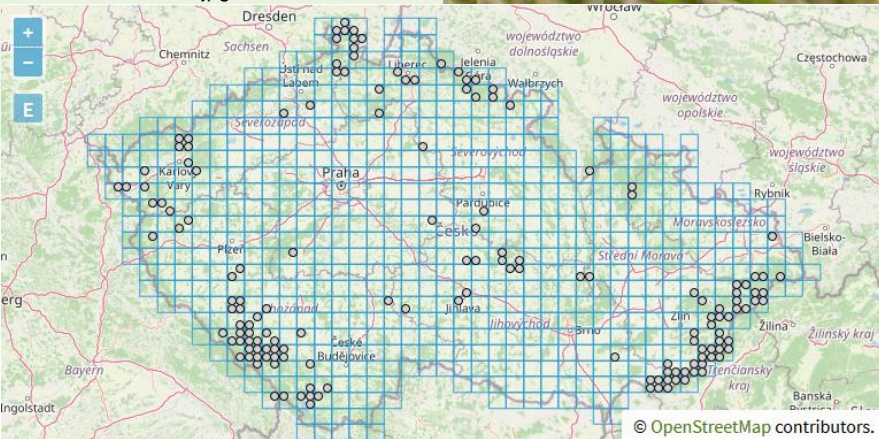 Dresden
Wrocław
+
−
E
Chemnitz
Sachsen
Ústí nad
Labem
Liberec
Jelenia
Góra
województwo
dolnośląskie
Wałbrzych
Częstochowa
województwo
opolskie
Severozápad
Severovýchod
województwo
śląskie
Karlovy
Vary
Praha
Pardubice
Rybnik
Moravskoslezsko
Bielsko-
Biała
Plzeň
Česko
Střední Morava
Jihozápad
Jihlava
Jihovýchod
Brno
Zlín
Žilina
Žilinský kraj
České
Budějovice
Bayern
Trenčiansky
kraj
Ingolstadt
Banská
© OpenStreetMap contributors.